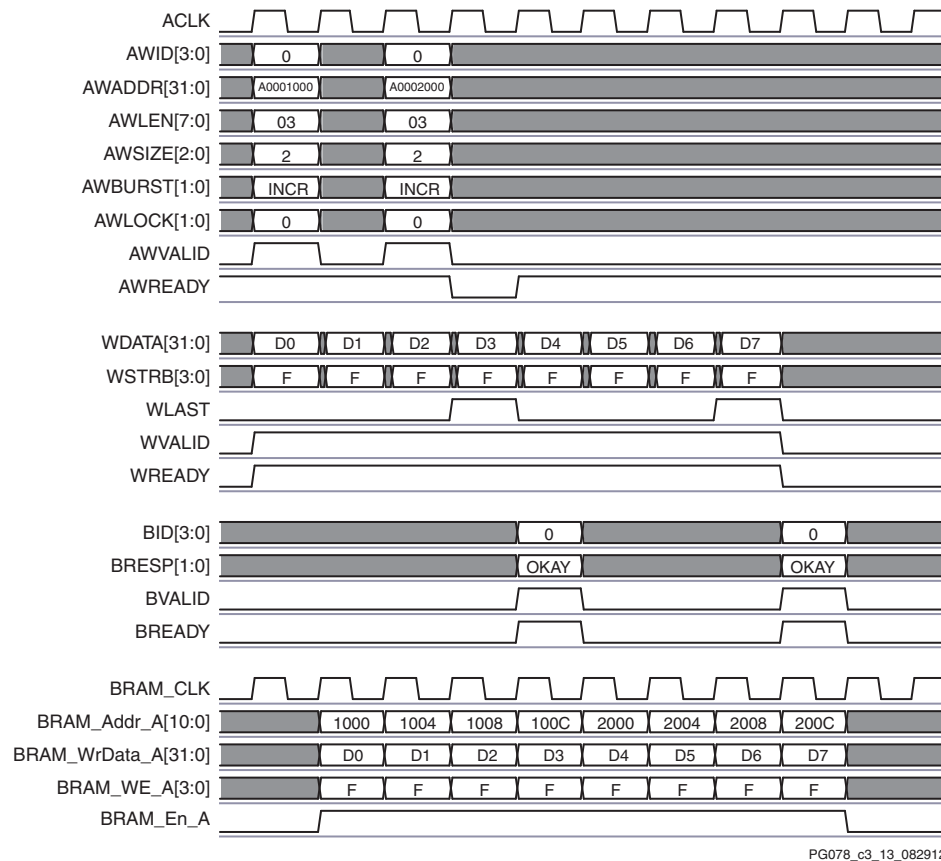 ACLK
AWID[3:0] 0 0
AWADDR[31:0] A0001000 A0002000
AWLEN[7:0] 03 03
AWSIZE[2:0] 2 2
AWBURST[1:0] INCR INCR
AWLOCK[1:0] 0 0
AWVALID
AWREADY
WDATA[31:0] D0 D1 D2 D3 D4 D5 D6 D7
WSTRB[3:0] F F F F F F F F
WLAST
WVALID
WREADY
BID[3:0] 0 0
BRESP[1:0] OKAY OKAY
BVALID
BREADY
BRAM_CLK
BRAM_Addr_A[10:0] 1000 1004 1008 100C 2000 2004 2008 200C
BRAM_WrData_A[31:0] D0 D1 D2 D3 D4 D5 D6 D7
BRAM_WE_A[3:0] F F F F F F F F
BRAM_En_A
PG078_c3_13_082912